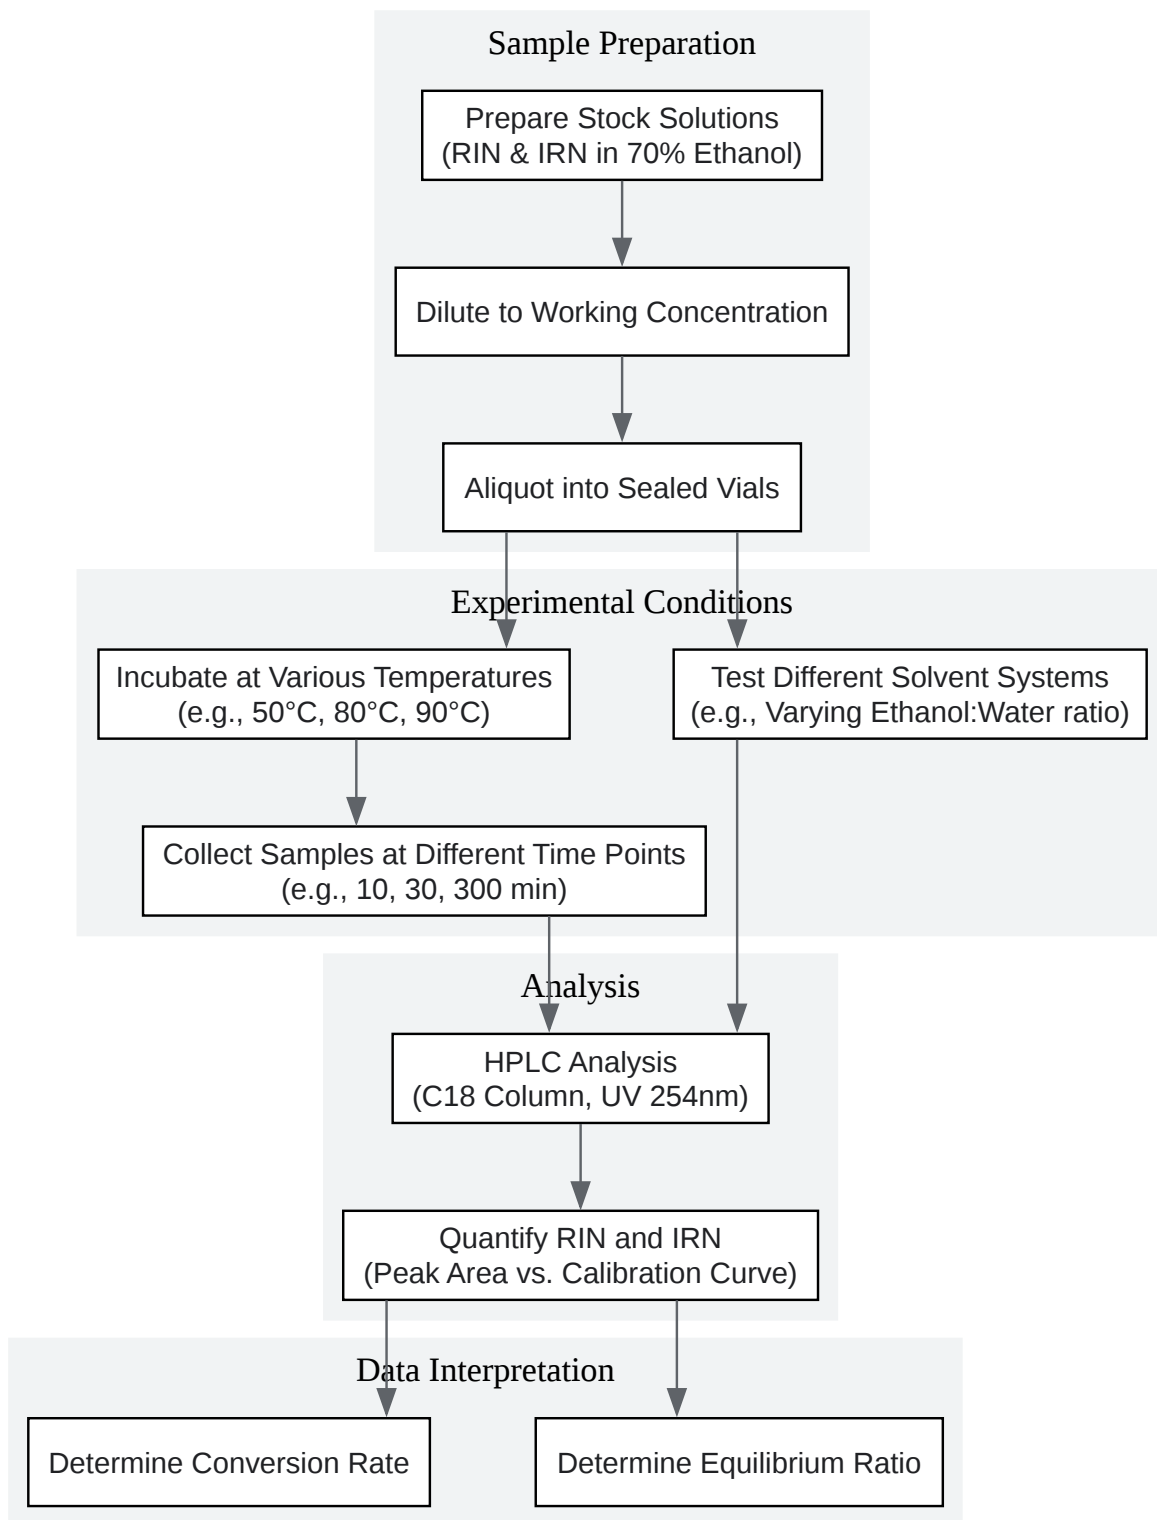 Sample Preparation
Prepare Stock Solutions
(RIN & IRN in 70% Ethanol)
Dilute to Working Concentration
Aliquot into Sealed Vials
Experimental Conditions
Incubate at Various Temperatures
(e.g., 50°C, 80°C, 90°C)
Test Different Solvent Systems
(e.g., Varying Ethanol:Water ratio)
Collect Samples at Different Time Points
(e.g., 10, 30, 300 min)
Analysis
HPLC Analysis
(C18 Column, UV 254nm)
Quantify RIN and IRN
(Peak Area vs. Calibration Curve)
Data Interpretation
Determine Conversion Rate
Determine Equilibrium Ratio